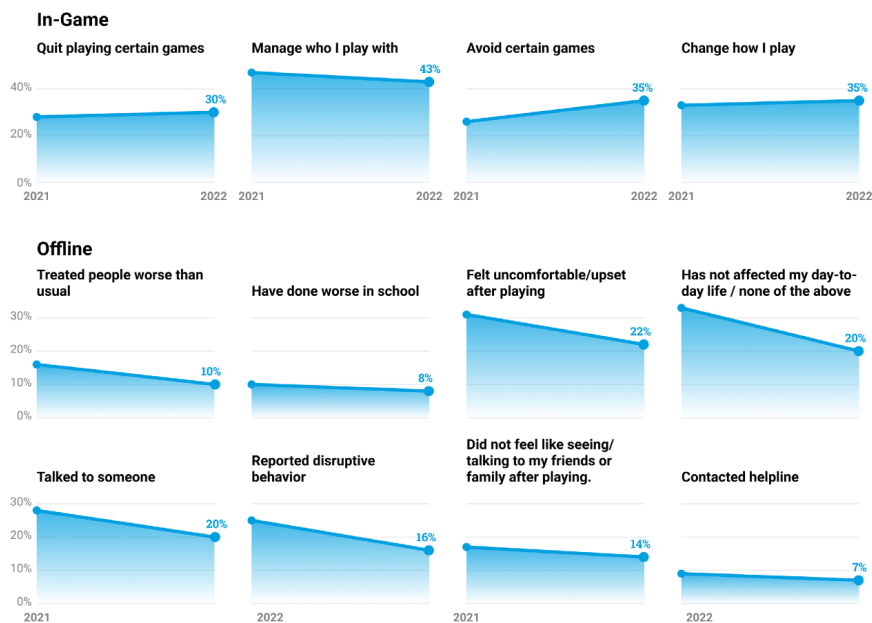 In-Game
Quit playing certain games
Manage who I play with
Avoid certain games
Change how I play
40%
20%
0%
30%
43%
35%
35%
2021
2022
2021
2022
2021
2022
2021
2022
Offline
Treated people worse than
usual
Have done worse in school
Felt uncomfortable/upset
after playing
Has not affected my day-to-
day life / none of the above
30%
20%
10%
0%
10%
8%
22%
20%
Talked to someone
Reported disruptive
behavior
Did not feel like seeing/
talking to my friends or
family after playing.
Contacted helpline
30%
20%
10%
0%
20%
16%
14%
7%
2021
2022
2021
2022